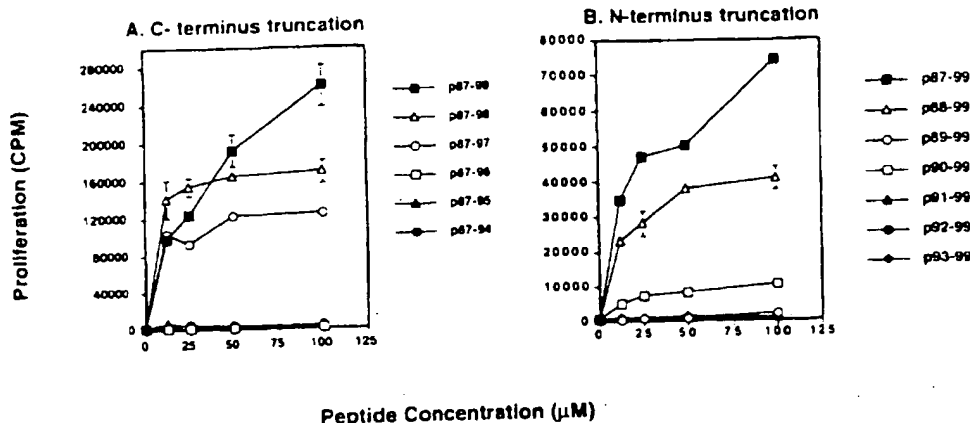 A. C- terminus truncation
280000
240000
200000
160000
120000
80000
40000
0
0 25 50 75 100 125
p87-99
p87-98
p87-97
p87-96
p87-95
p87-94
B. N-terminus truncation
80000
70000
60000
50000
40000
30000
20000
10000
0
0 25 50 75 100 125
p87-99
p88-99
p89-99
p90-99
p91-99
p92-99
p93-99
Proliferation (CPM)
Peptide Concentration (µM)